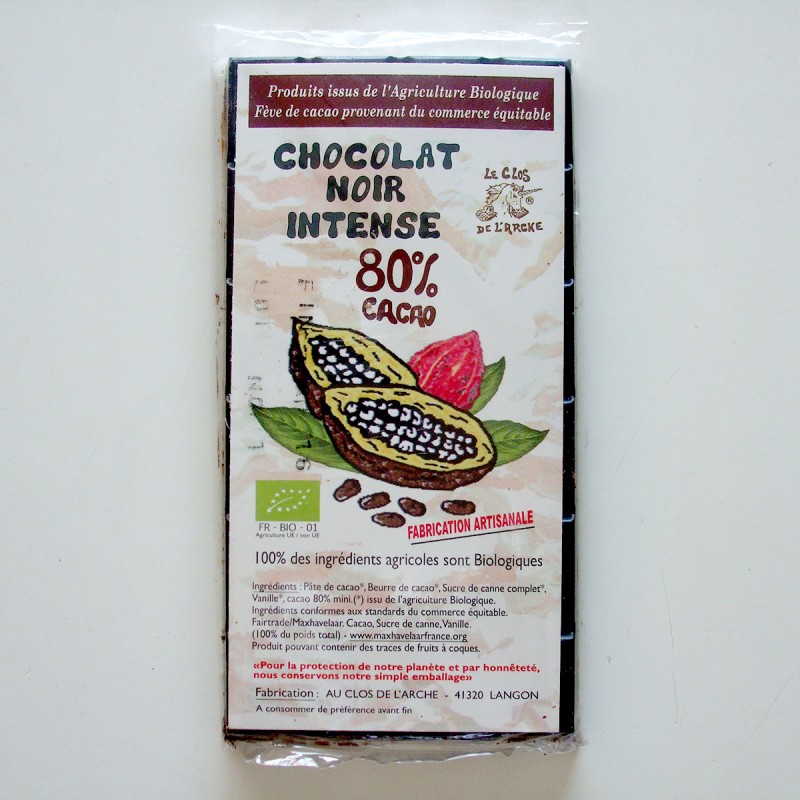 Produits issus de l'Agriculture Biologique
Fève de cacao provenant du commerce équitable
CHOCOLAT
NOIR
INTENSE
LE CLOS
®
DE L'ARCHE
80%
CACAO
FR - BIO - 01
Agriculture UE / non UE
FABRICATION ARTISANALE
100% des ingrédients agricoles sont Biologiques
Ingrédients : Pâte de cacao*, Beurre de cacao*, Sucre de canne complet*,
Vanille*, cacao 80% mini.(*) issu de l'agriculture Biologique.
Ingrédients conformes aux standards du commerce équitable.
Fairtrade/Maxhavelaar. Cacao, Sucre de canne, Vanille.
(100% du poids total) - www.maxhavelaarfrance.org
Produit pouvant contenir des traces de fruits à coques.
«Pour la protection de notre planète et par honnêteté,
nous conservons notre simple emballage»
Fabrication : AU CLOS DE L'ARCHE - 41320 LANGON
A consommer de préférence avant fin